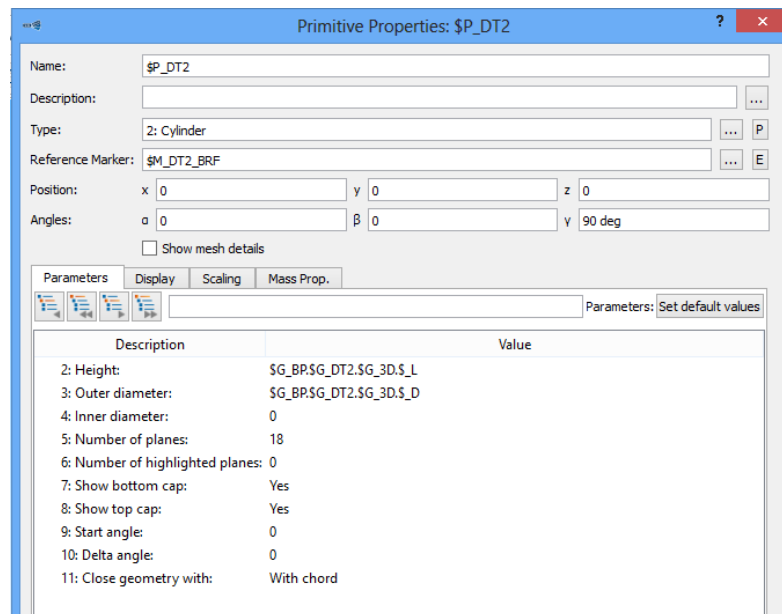 Primitive Properties: $P_DT2 ? ×
Name: $P_DT2
Description: ...
Type: 2: Cylinder ... P
Reference Marker: $M_DT2_BRF ... E
Position: x 0 y 0 z 0
Angles: α 0 β 0 γ 90 deg
Show mesh details
Parameters Display Scaling Mass Prop.
Parameters: Set default values
Description Value
2: Height: $G_BP.$G_DT2.$G_3D.$_L
3: Outer diameter: $G_BP.$G_DT2.$G_3D.$_D
4: Inner diameter: 0
5: Number of planes: 18
6: Number of highlighted planes: 0
7: Show bottom cap: Yes
8: Show top cap: Yes
9: Start angle: 0
10: Delta angle: 0
11: Close geometry with: With chord